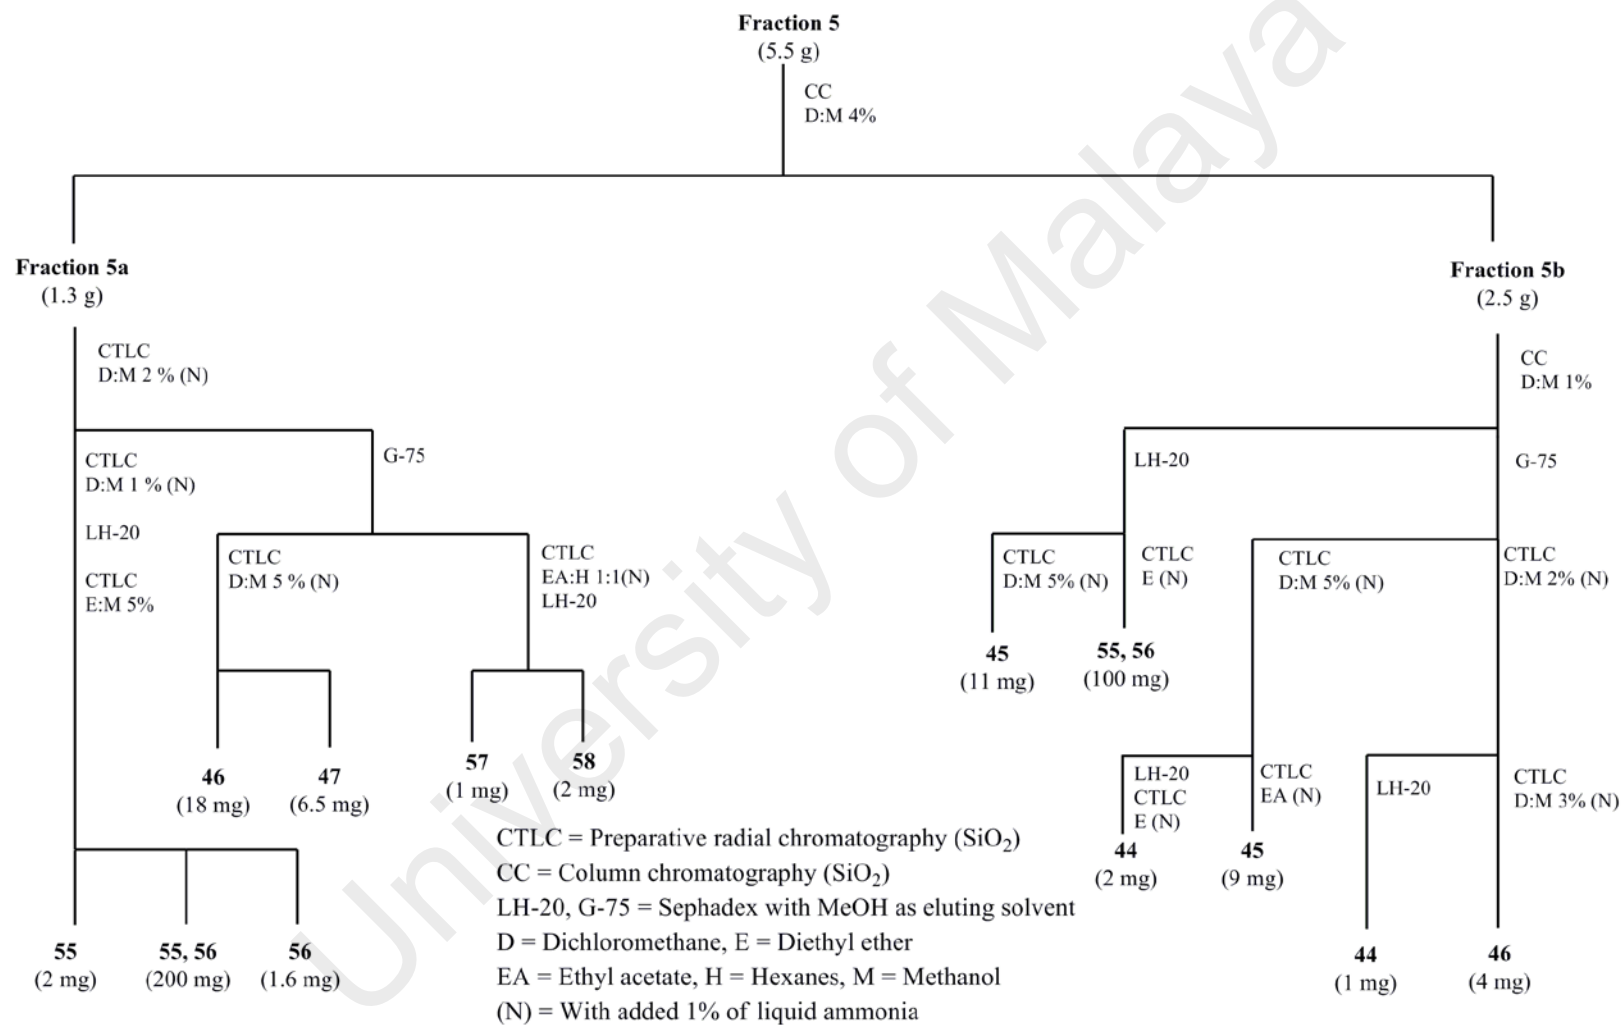 Fraction 5
(5.5 g)
CC
D:M 4%
Fraction 5a
(1.3 g)
Fraction 5b
(2.5 g)
CTLC
D:M 2 % (N)
CC
D:M 1%
CTLC
D:M 1 % (N)
LH-20
CTLC
E:M 5%
G-75
CTLC
D:M 5 % (N)
CTLC
EA:H 1:1(N)
LH-20
46
(18 mg)
47
(6.5 mg)
57
(1 mg)
58
(2 mg)
55
(2 mg)
55, 56
(200 mg)
56
(1.6 mg)
LH-20
G-75
CTLC
D:M 5% (N)
CTLC
E (N)
CTLC
D:M 5% (N)
CTLC
D:M 2% (N)
45
(11 mg)
55, 56
(100 mg)
LH-20
CTLC
E (N)
CTLC
EA (N)
LH-20
CTLC
D:M 3% (N)
44
(2 mg)
45
(9 mg)
44
(1 mg)
46
(4 mg)
CTLC = Preparative radial chromatography (SiO₂)
CC = Column chromatography (SiO₂)
LH-20, G-75 = Sephadex with MeOH as eluting solvent
D = Dichloromethane, E = Diethyl ether
EA = Ethyl acetate, H = Hexanes, M = Methanol
(N) = With added 1% of liquid ammonia
University of Malaya